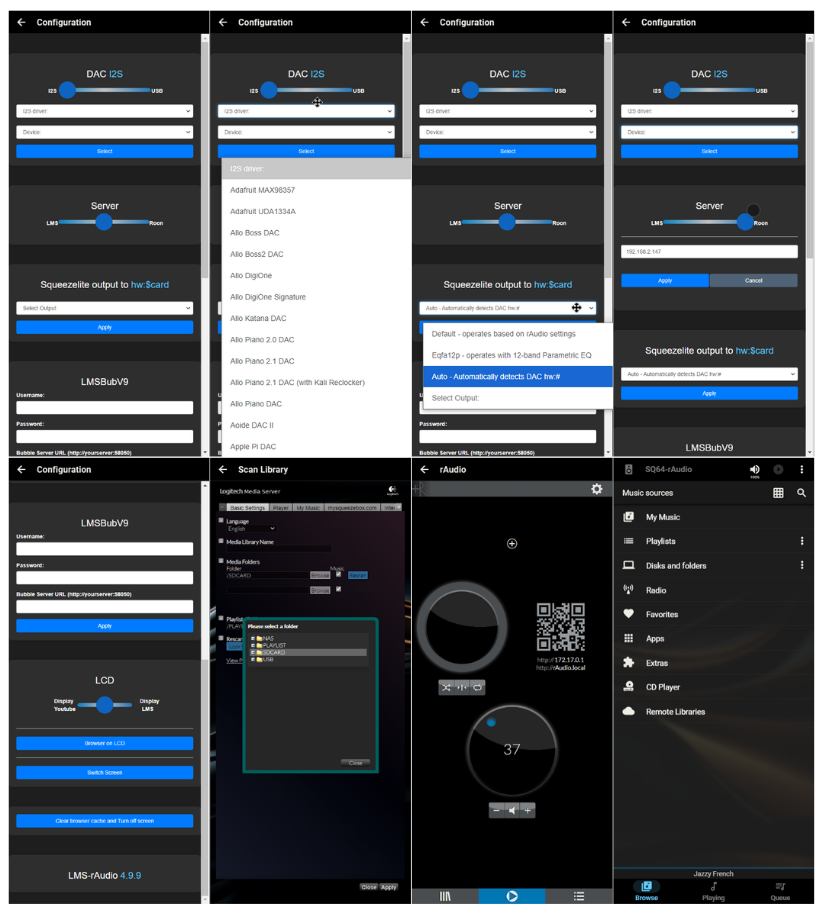 Configuration
DAC I2S
I2S
USB
I2S driver:
Device:
Select
Server
LMS
Roon
Squeezelite output to hw:$card
Select Output
Apply
LMSBubV9
Username:
Password:
Bubble Server URL (http://yourserver:58050)
Configuration
DAC I2S
I2S
USB
I2S driver:
Device:
Select
I2S driver:
Adafruit MAX98357
Adafruit UDA1334A
Allo Boss DAC
Allo Boss2 DAC
Allo DigiOne
Allo DigiOne Signature
Allo Katana DAC
Allo Piano 2.0 DAC
Allo Piano 2.1 DAC
Allo Piano 2.1 DAC (with Kali Reclocker)
Allo Piano DAC
Aoide DAC II
Apple Pi DAC
Configuration
DAC I2S
I2S
USB
I2S driver:
Device:
Select
Server
LMS
Roon
Squeezelite output to hw:$card
Auto - Automatically detects DAC hw:#
Default - operates based on rAudio settings
Eqfa12p - operates with 12-band Parametric EQ
Auto - Automatically detects DAC hw:#
Select Output:
Username:
Password:
Bubble Server URL (http://yourserver:58050)
Configuration
DAC I2S
I2S
USB
I2S driver:
Device:
Select
Server
LMS
Roon
192.168.2.147
Apply
Cancel
Squeezelite output to hw:$card
Auto - Automatically detects DAC hw:#
Apply
LMSBubV9
Configuration
LMSBubV9
Username:
Password:
Bubble Server URL (http://yourserver:58050)
Apply
LCD
Display Youtube
Display LMS
Browser on LCD
Switch Screen
Clear browser cache and Turn off screen
LMS-rAudio 4.9.9
Scan Library
Logitech Media Server
Basic Settings
Player
My Music
mysqueezebox.com
Language
English
Media Library Name
Media Folders
Folder
Music
/SDCARD
Browse
Rescan
Browse
Please select a folder
NAS
PLAYLIST
SDCARD
USB
Close
Close
Apply
rAudio
http://172.17.0.1
http://rAudio.local
37
SQ64-rAudio
100%
Music sources
My Music
Playlists
Disks and folders
Radio
Favorites
Apps
Extras
CD Player
Remote Libraries
Jazzy French
Browse
Playing
Queue